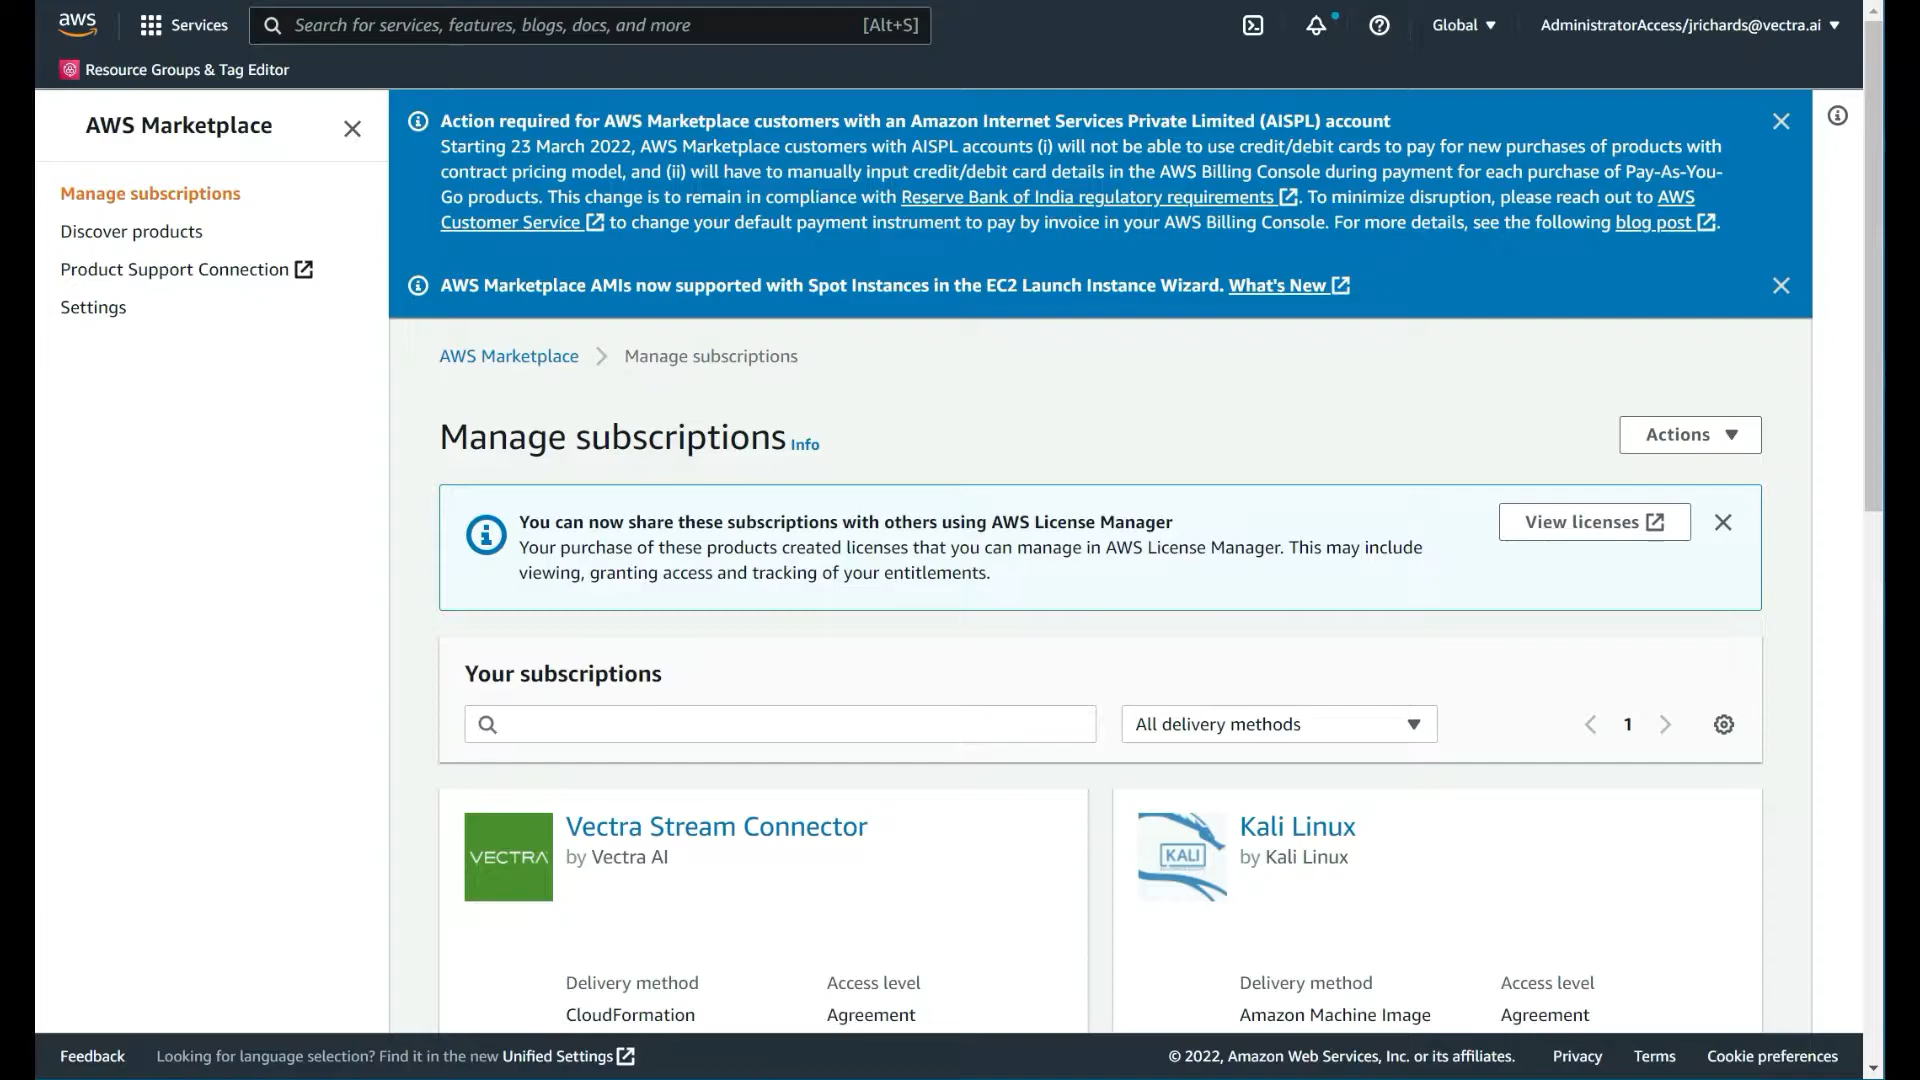 aws
Services
Search for services, features, blogs, docs, and more
[Alt+S]
Global
AdministratorAccess/jrichards@vectra.ai
Resource Groups & Tag Editor
AWS Marketplace
Manage subscriptions
Discover products
Product Support Connection
Settings
Action required for AWS Marketplace customers with an Amazon Internet Services Private Limited (AISPL) account
Starting 23 March 2022, AWS Marketplace customers with AISPL accounts (i) will not be able to use credit/debit cards to pay for new purchases of products with
contract pricing model, and (ii) will have to manually input credit/debit card details in the AWS Billing Console during payment for each purchase of Pay-As-You-
Go products. This change is to remain in compliance with Reserve Bank of India regulatory requirements. To minimize disruption, please reach out to AWS
Customer Service to change your default payment instrument to pay by invoice in your AWS Billing Console. For more details, see the following blog post.
AWS Marketplace AMIs now supported with Spot Instances in the EC2 Launch Instance Wizard. What's New
AWS Marketplace > Manage subscriptions
Manage subscriptions Info
Actions
You can now share these subscriptions with others using AWS License Manager
Your purchase of these products created licenses that you can manage in AWS License Manager. This may include
viewing, granting access and tracking of your entitlements.
View licenses
Your subscriptions
All delivery methods
1
VECTRA
Vectra Stream Connector
by Vectra AI
Delivery method
CloudFormation
Access level
Agreement
KALI
Kali Linux
by Kali Linux
Delivery method
Amazon Machine Image
Access level
Agreement
Feedback
Looking for language selection? Find it in the new Unified Settings
© 2022, Amazon Web Services, Inc. or its affiliates.
Privacy
Terms
Cookie preferences